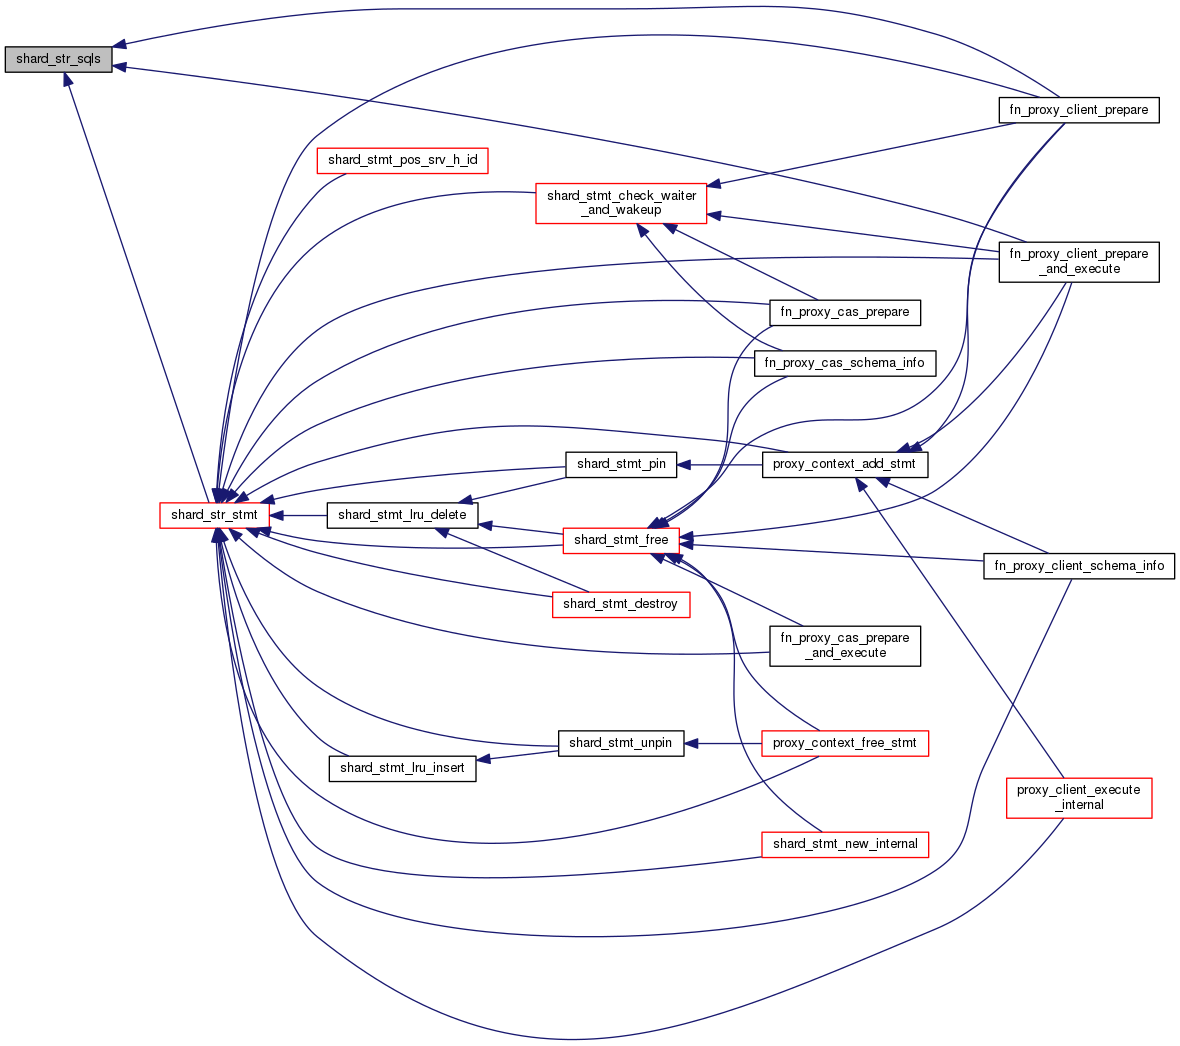 shard_str_sqls
fn_proxy_client_prepare
shard_stmt_pos_srv_h_id
shard_stmt_check_waiter
_and_wakeup
fn_proxy_client_prepare
_and_execute
fn_proxy_cas_prepare
fn_proxy_cas_schema_info
shard_stmt_pin
proxy_context_add_stmt
shard_str_stmt
shard_stmt_lru_delete
shard_stmt_free
fn_proxy_client_schema_info
shard_stmt_destroy
fn_proxy_cas_prepare
_and_execute
shard_stmt_unpin
proxy_context_free_stmt
shard_stmt_lru_insert
proxy_client_execute
_internal
shard_stmt_new_internal